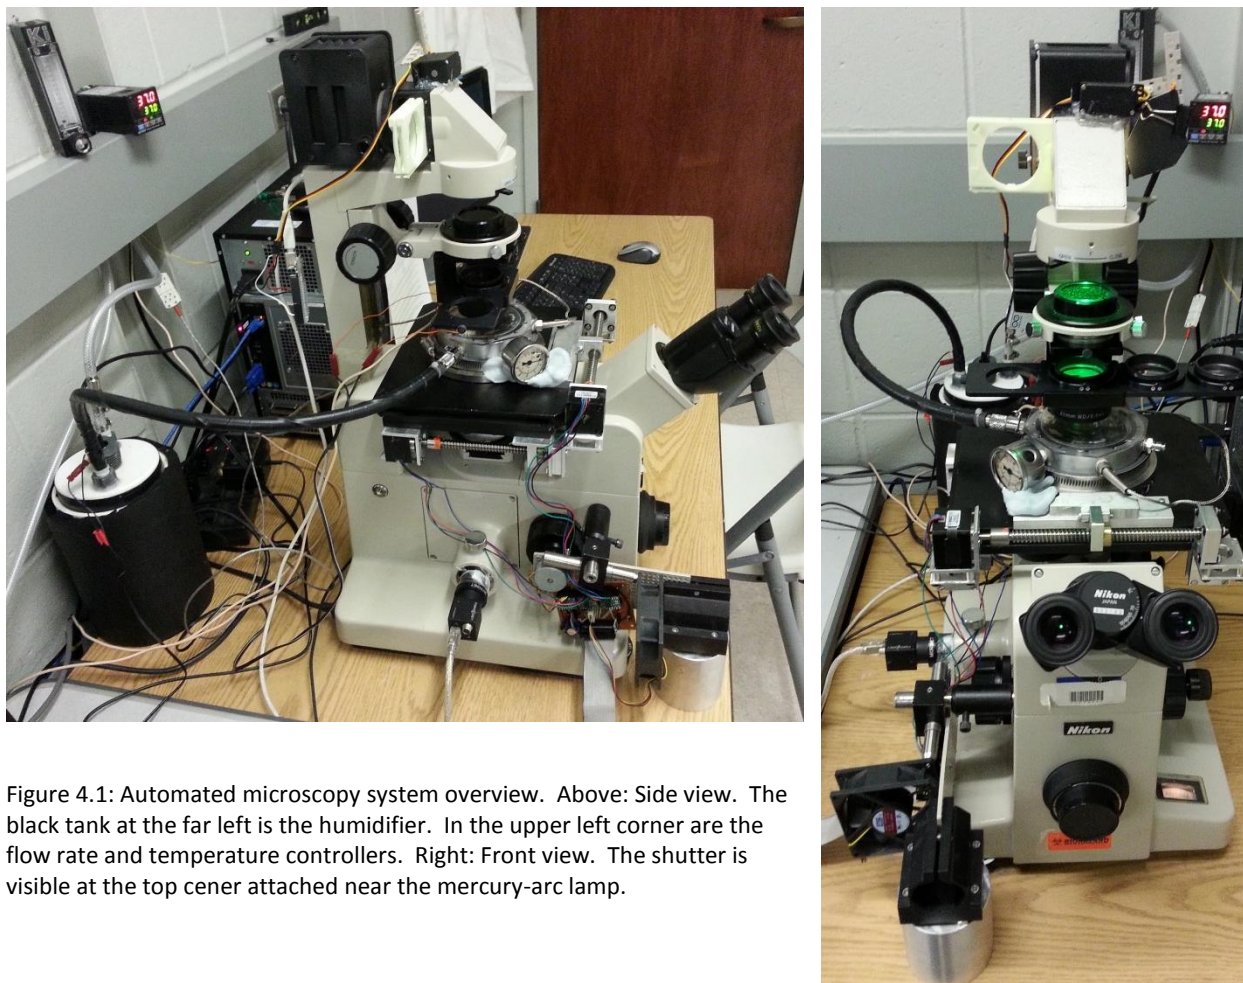 KI
37.0
37.0
37.0
37.0
Nikon
JAPAN
Nikon
BIOHAZARD
Figure 4.1: Automated microscopy system overview.  Above: Side view.  The
black tank at the far left is the humidifier.  In the upper left corner are the
flow rate and temperature controllers.  Right: Front view.  The shutter is
visible at the top cener attached near the mercury-arc lamp.